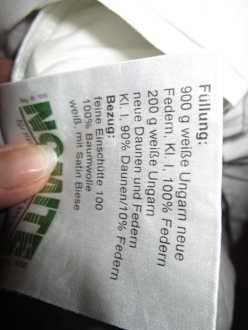 Füllung:
900 g weiße Ungarn neue
Federn, Kl. I, 100% Federn
200 g weiße Ungarn
neue Daunen und Federn
Kl. I, 90% Daunen/10% Federn
Bezug:
feine Einschütte 100
100% Baumwolle
weiß, mit Satin Biese
NOMITE